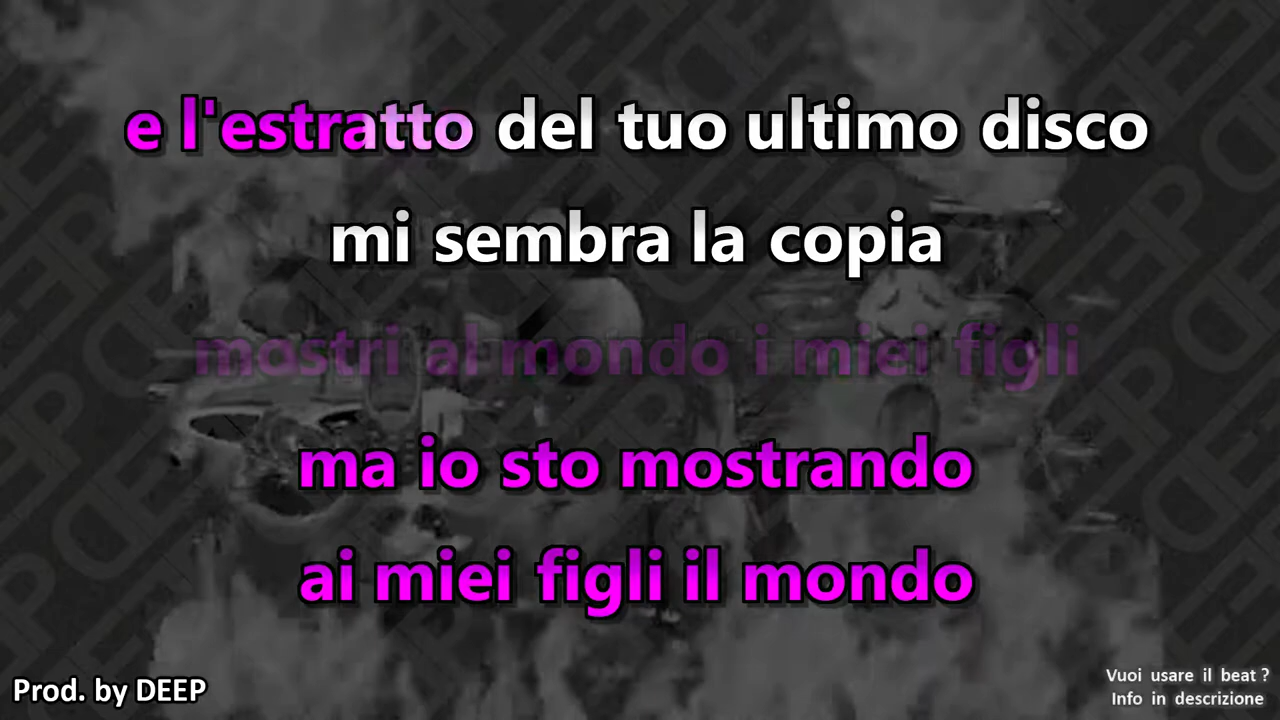 e l'estratto del tuo ultimo disco
mi sembra la copia
mostri al mondo i miei figli
ma io sto mostrando
ai miei figli il mondo
Prod. by DEEP
Vuoi usare il beat ?
Info in descrizione